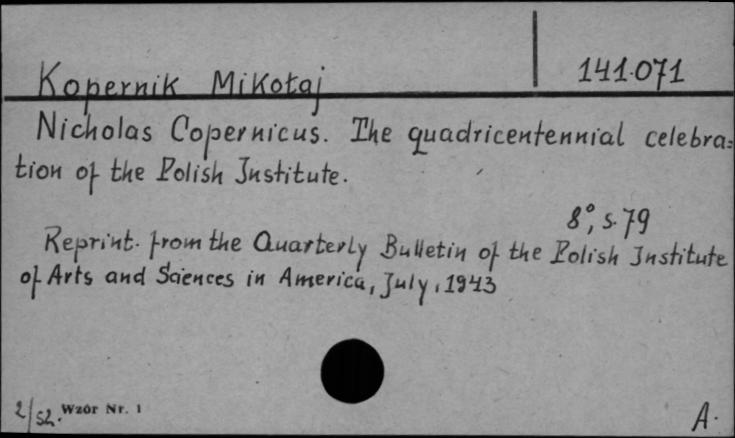 Kopernik Mikołaj 141.071
Nicholas Copernicus. The quadricentennial celebra=
tion of the Polish Institute.
8°, s. 79
Reprint. from the Quarterly Bulletin of the Polish Institute
of Arts and Sciences in America, July, 1943
2/52. Wzór Nr. 1 A.